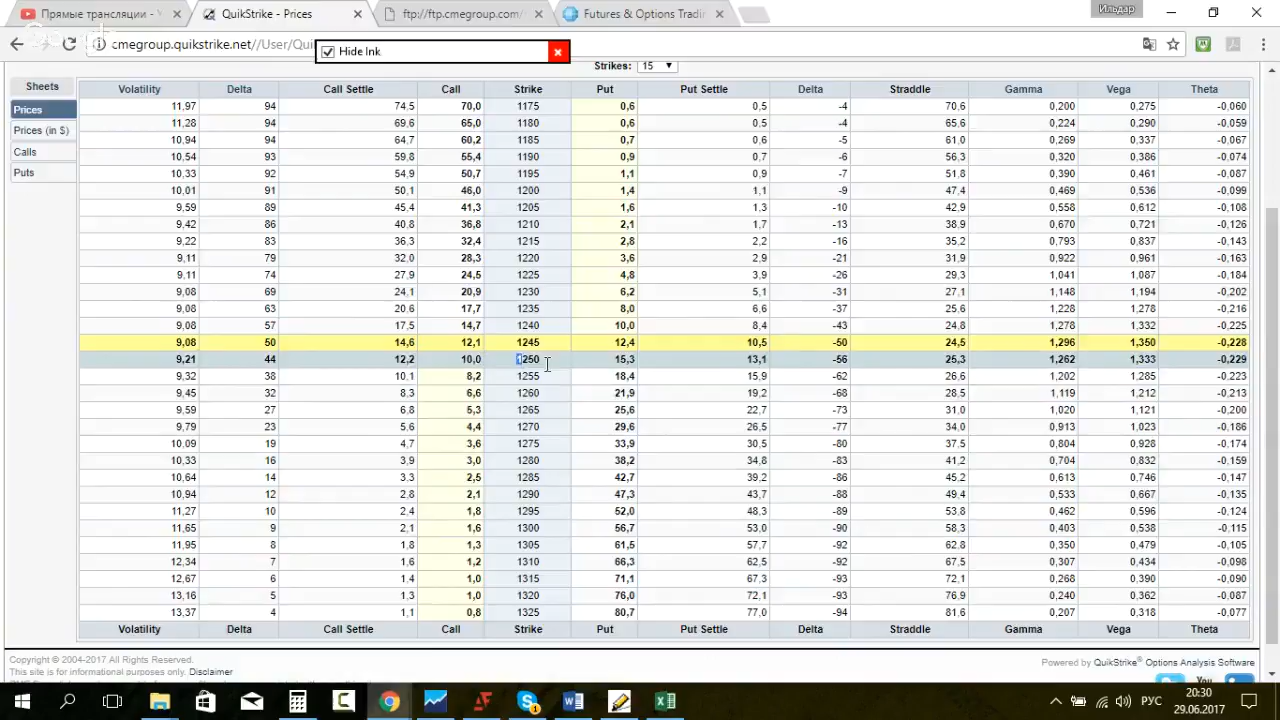 Ильдар
Прямые трансляции - Y
QuikStrike - Prices
ftp://ftp.cmegroup.com/
Futures & Options Tradi
cmegroup.quikstrike.net//User/Qui
Hide Ink
Strikes: 15
Sheets
Prices
Prices (in $)
Calls
Puts
Volatility Delta Call Settle Call Strike Put Put Settle Delta Straddle Gamma Vega Theta
11,97 94 74,5 70,0 1175 0,6 0,5 -4 70,6 0,200 0,275 -0,060
11,28 94 69,6 65,0 1180 0,6 0,5 -4 65,6 0,224 0,290 -0,059
10,94 94 64,7 60,2 1185 0,7 0,6 -5 61,0 0,269 0,337 -0,067
10,54 93 59,8 55,4 1190 0,9 0,7 -6 56,3 0,320 0,386 -0,074
10,33 92 54,9 50,7 1195 1,1 0,9 -7 51,8 0,390 0,461 -0,087
10,01 91 50,1 46,0 1200 1,4 1,1 -9 47,4 0,469 0,536 -0,099
9,59 89 45,4 41,3 1205 1,6 1,3 -10 42,9 0,558 0,612 -0,108
9,42 86 40,8 36,8 1210 2,1 1,7 -13 38,9 0,670 0,721 -0,126
9,22 83 36,3 32,4 1215 2,8 2,2 -16 35,2 0,793 0,837 -0,143
9,11 79 32,0 28,3 1220 3,6 2,9 -21 31,9 0,922 0,961 -0,163
9,11 74 27,9 24,5 1225 4,8 3,9 -26 29,3 1,041 1,087 -0,184
9,08 69 24,1 20,9 1230 6,2 5,1 -31 27,1 1,148 1,194 -0,202
9,08 63 20,6 17,7 1235 8,0 6,6 -37 25,6 1,228 1,278 -0,216
9,08 57 17,5 14,7 1240 10,0 8,4 -43 24,8 1,278 1,332 -0,225
9,08 50 14,6 12,1 1245 12,4 10,5 -50 24,5 1,296 1,350 -0,228
9,21 44 12,2 10,0 1250 15,3 13,1 -56 25,3 1,262 1,333 -0,229
9,32 38 10,1 8,2 1255 18,4 15,9 -62 26,6 1,202 1,285 -0,223
9,45 32 8,3 6,6 1260 21,9 19,2 -68 28,5 1,119 1,212 -0,213
9,59 27 6,8 5,3 1265 25,6 22,7 -73 31,0 1,020 1,121 -0,200
9,79 23 5,6 4,4 1270 29,6 26,5 -77 34,0 0,913 1,023 -0,186
10,09 19 4,7 3,6 1275 33,9 30,5 -80 37,5 0,804 0,928 -0,174
10,33 16 3,9 3,0 1280 38,2 34,8 -83 41,2 0,704 0,832 -0,159
10,64 14 3,3 2,5 1285 42,7 39,2 -86 45,2 0,613 0,746 -0,147
10,94 12 2,8 2,1 1290 47,3 43,7 -88 49,4 0,533 0,667 -0,135
11,27 10 2,4 1,8 1295 52,0 48,3 -89 53,8 0,462 0,596 -0,124
11,65 9 2,1 1,6 1300 56,7 53,0 -90 58,3 0,403 0,538 -0,115
11,95 8 1,8 1,3 1305 61,5 57,7 -92 62,8 0,350 0,479 -0,105
12,34 7 1,6 1,2 1310 66,3 62,5 -92 67,5 0,307 0,434 -0,098
12,67 6 1,4 1,0 1315 71,1 67,3 -93 72,1 0,268 0,390 -0,090
13,16 5 1,3 1,0 1320 76,0 72,1 -93 76,9 0,240 0,362 -0,087
13,37 4 1,1 0,8 1325 80,7 77,0 -94 81,6 0,207 0,318 -0,077
Volatility Delta Call Settle Call Strike Put Put Settle Delta Straddle Gamma Vega Theta
Copyright © 2004-2017 All Rights Reserved.
Powered by QuikStrike® Options Analysis Software
This site is for informational purposes only. Disclaimer
You
РУС
20:30
29.06.2017